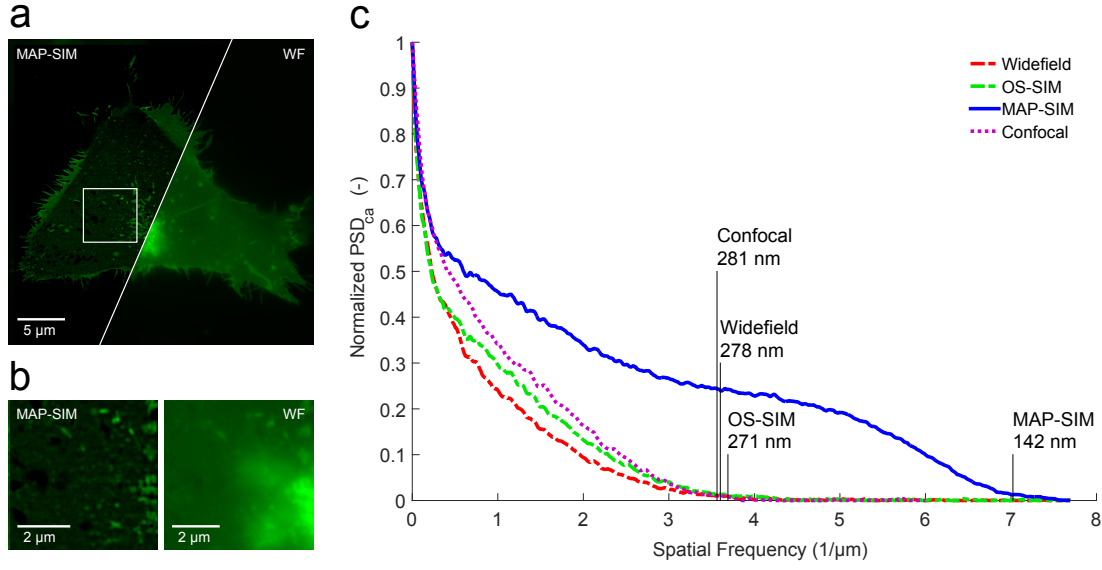 a
MAP-SIM
WF
5 µm
b
MAP-SIM
WF
2 µm
2 µm
c
Widefield
OS-SIM
MAP-SIM
Confocal
Normalized PSDca (-)
1
0.9
0.8
0.7
0.6
0.5
0.4
0.3
0.2
0.1
0
Confocal
281 nm
Widefield
278 nm
OS-SIM
271 nm
MAP-SIM
142 nm
0 1 2 3 4 5 6 7 8
Spatial Frequency (1/µm)